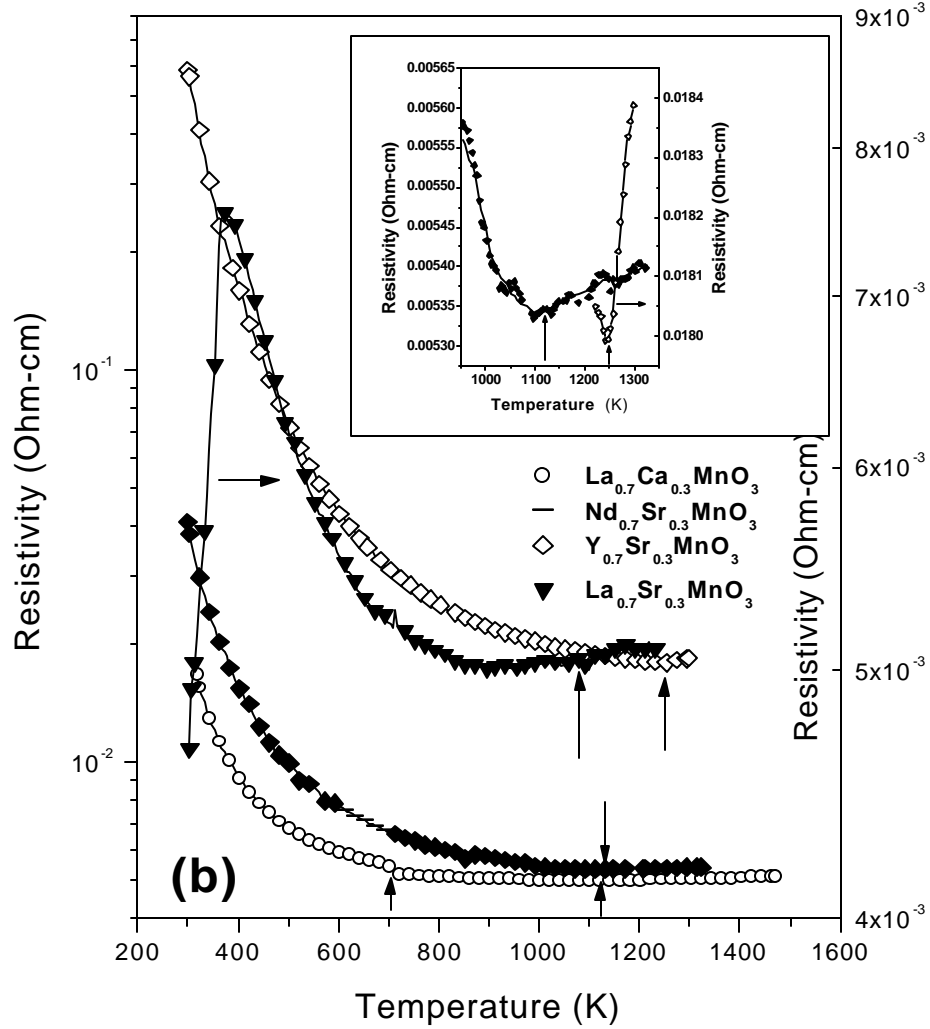 9x10⁻³
8x10⁻³
7x10⁻³
6x10⁻³
5x10⁻³
4x10⁻³
Resistivity (Ohm-cm)
10⁻¹
10⁻²
Resistivity (Ohm-cm)
0.00565
0.00560
0.00555
0.00550
0.00545
0.00540
0.00535
0.00530
Resistivity (Ohm-cm)
0.0184
0.0183
0.0182
0.0181
0.0180
Resistivity (Ohm-cm)
1000 1100 1200 1300
Temperature (K)
La₀.₇Ca₀.₃MnO₃
Nd₀.₇Sr₀.₃MnO₃
Y₀.₇Sr₀.₃MnO₃
La₀.₇Sr₀.₃MnO₃
(b)
200 400 600 800 1000 1200 1400 1600
Temperature (K)